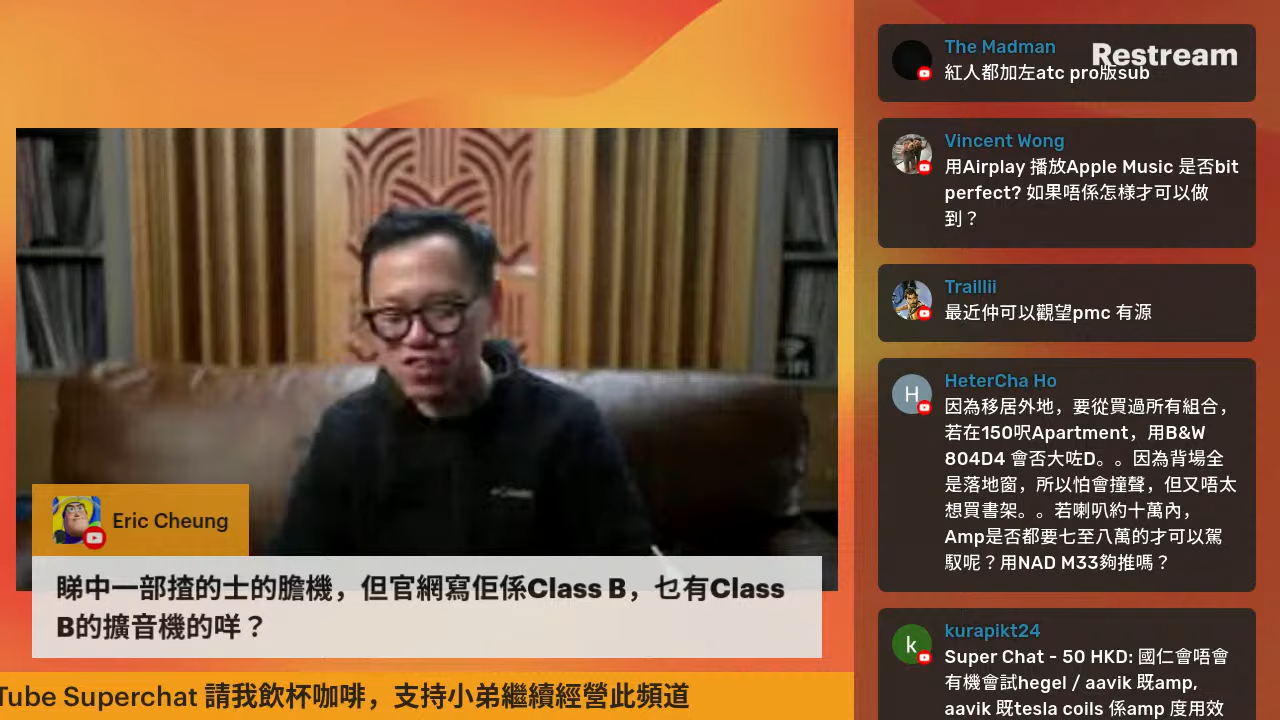 The Madman
Restream
紅人都加左atc pro版sub
Vincent Wong
用Airplay 播放Apple Music 是否bit
perfect? 如果唔係怎樣才可以做
到？
Traillii
最近仲可以觀望pmc 有源
H
HeterCha Ho
因為移居外地，要從買過所有組合，
若在150呎Apartment，用B&W
804D4 會否大咗D。。因為背場全
是落地窗，所以怕會撞聲，但又唔太
想買書架。。若喇叭約十萬內，
Amp是否都要七至八萬的才可以駕
馭呢？用NAD M33夠推嗎？
k
kurapikt24
Super Chat - 50 HKD: 國仁會唔會
有機會試hegel / aavik 既amp,
aavik 既tesla coils 係amp 度用效
Eric Cheung
睇中一部揸的士的膽機，但官網寫佢係Class B，乜有Class
B的擴音機的咩？
Tube Superchat 請我飲杯咖啡，支持小弟繼續經營此頻道